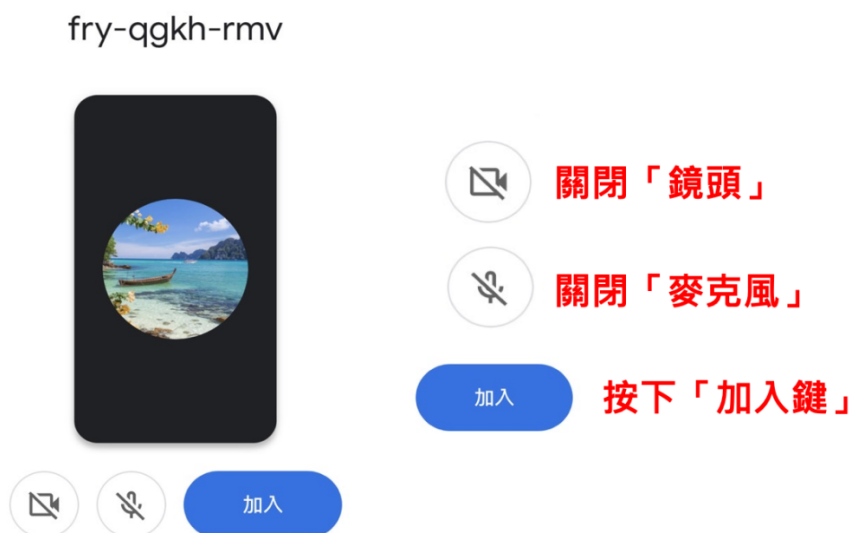 fry-qgkh-rmv
關閉「鏡頭」
關閉「麥克風」
加入
按下「加入鍵」
加入